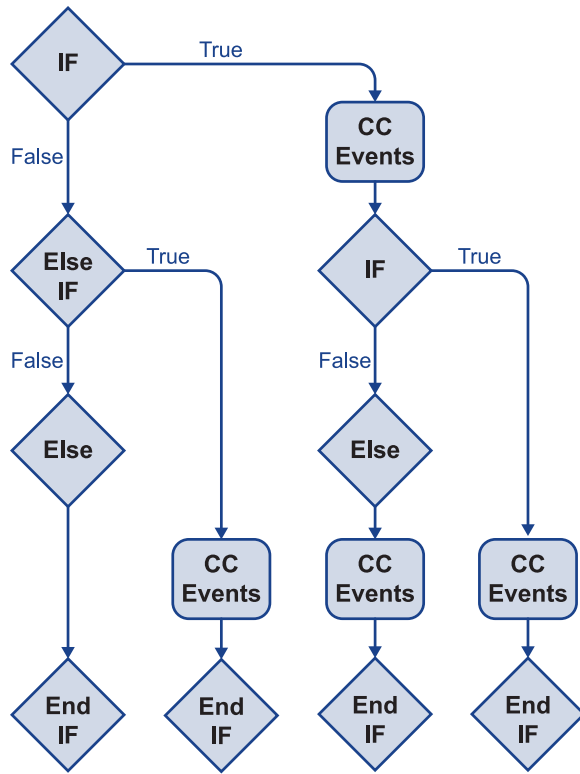 IF
True
CC
Events
False
Else
IF
True
IF
True
False
False
Else
Else
CC
Events
CC
Events
CC
Events
End
IF
End
IF
End
IF
End
IF